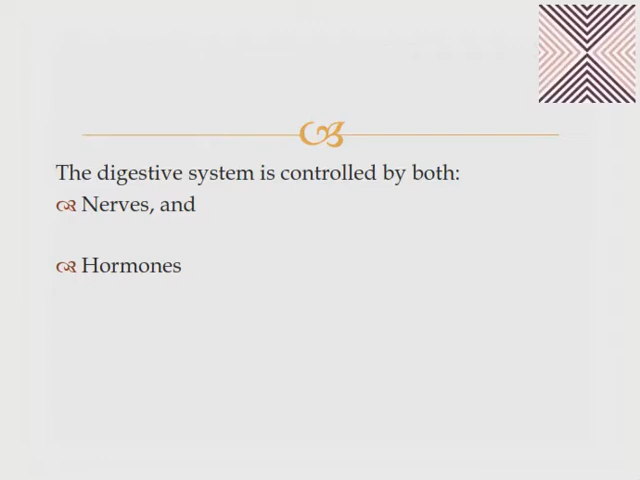 The digestive system is controlled by both:
Nerves, and
Hormones